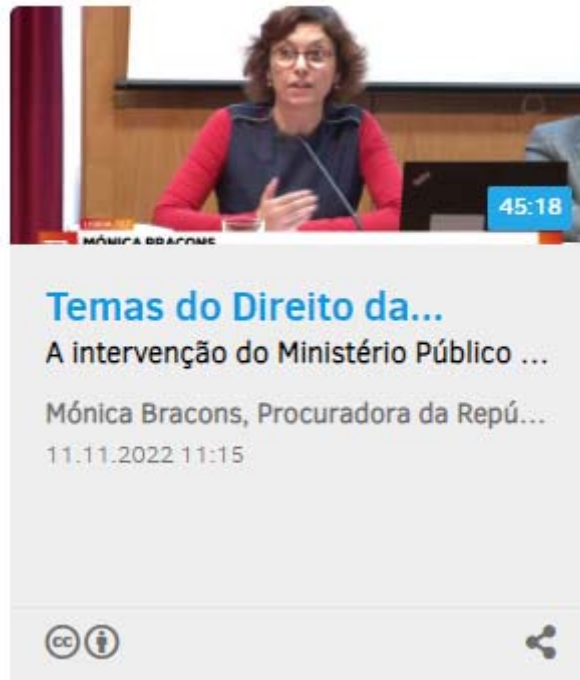 45:18
MÓNICA BRACONS
Temas do Direito da...
A intervenção do Ministério Público ...
Mónica Bracons, Procuradora da Repú...
11.11.2022 11:15
cc